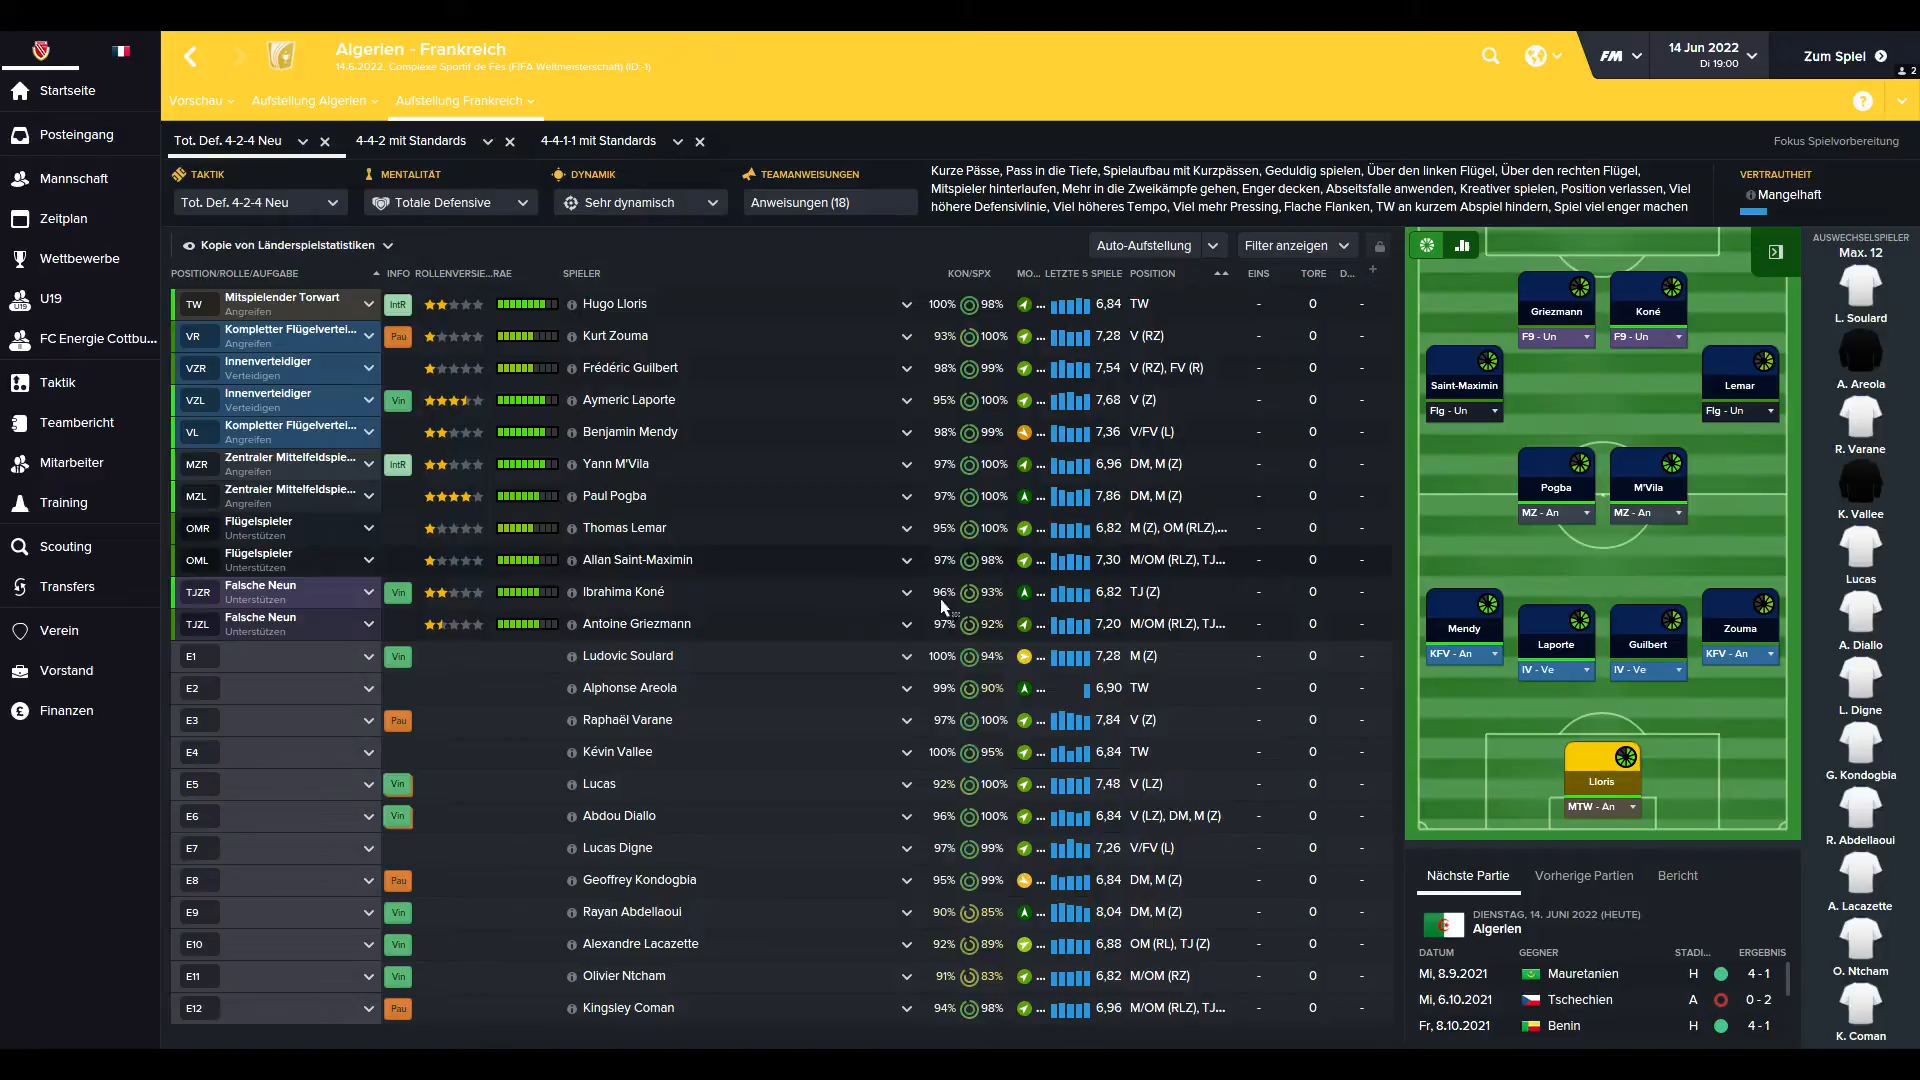 Algerien - Frankreich
14.6.2022, Complexe Sportif de Fès (FIFA Weltmeisterschaft) (ID:-1)
FM
14 Jun 2022
Di 19:00
Zum Spiel
2
Vorschau
Aufstellung Algerien
Aufstellung Frankreich
?
Startseite
Posteingang
Mannschaft
Zeitplan
Wettbewerbe
U19
FC Energie Cottbu...
Taktik
Teambericht
Mitarbeiter
Training
Scouting
Transfers
Verein
Vorstand
Finanzen
Tot. Def. 4-2-4 Neu
4-4-2 mit Standards
4-4-1-1 mit Standards
Fokus Spielvorbereitung
TAKTIK
MENTALITÄT
DYNAMIK
TEAMANWEISUNGEN
Tot. Def. 4-2-4 Neu
Totale Defensive
Sehr dynamisch
Anweisungen (18)
Kurze Pässe, Pass in die Tiefe, Spielaufbau mit Kurzpässen, Geduldig spielen, Über den linken Flügel, Über den rechten Flügel,
Mitspieler hinterlaufen, Mehr in die Zweikämpfe gehen, Enger decken, Abseitsfalle anwenden, Kreativer spielen, Position verlassen, Viel
höhere Defensivlinie, Viel höheres Tempo, Viel mehr Pressing, Flache Flanken, TW an kurzem Abspiel hindern, Spiel viel enger machen
VERTRAUTHEIT
Mangelhaft
Kopie von Länderspielstatistiken
Auto-Aufstellung
Filter anzeigen
POSITION/ROLLE/AUFGABE INFO ROLLENVERSIE...RAE SPIELER KON/SPX MO... LETZTE 5 SPIELE POSITION EINS TORE D...
TW Mitspielender Torwart Angreifen IntR Hugo Lloris 100% 98% ... 6,84 TW - 0 -
VR Kompletter Flügelvertei... Angreifen Pau Kurt Zouma 93% 100% ... 7,28 V (RZ) - 0 -
VZR Innenverteidiger Verteidigen Frédéric Guilbert 98% 99% ... 7,54 V (RZ), FV (R) - 0 -
VZL Innenverteidiger Verteidigen Vin Aymeric Laporte 95% 100% ... 7,68 V (Z) - 0 -
VL Kompletter Flügelvertei... Angreifen Benjamin Mendy 98% 99% ... 7,36 V/FV (L) - 0 -
MZR Zentraler Mittelfeldspie... Angreifen IntR Yann M'Vila 97% 100% ... 6,96 DM, M (Z) - 0 -
MZL Zentraler Mittelfeldspie... Angreifen Paul Pogba 97% 100% ... 7,86 DM, M (Z) - 0 -
OMR Flügelspieler Unterstützen Thomas Lemar 95% 100% ... 6,82 M (Z), OM (RLZ),... - 0 -
OML Flügelspieler Unterstützen Allan Saint-Maximin 97% 98% ... 7,30 M/OM (RLZ), TJ... - 0 -
TJZR Falsche Neun Unterstützen Vin Ibrahima Koné 96% 93% ... 6,82 TJ (Z) - 0 -
TJZL Falsche Neun Unterstützen Antoine Griezmann 97% 92% ... 7,20 M/OM (RLZ), TJ... - 0 -
E1 Vin Ludovic Soulard 100% 94% ... 7,28 M (Z) - 0 -
E2 Alphonse Areola 99% 90% ... 6,90 TW - 0 -
E3 Pau Raphaël Varane 97% 100% ... 7,84 V (Z) - 0 -
E4 Kévin Vallee 100% 95% ... 6,84 TW - 0 -
E5 Vin Lucas 92% 100% ... 7,48 V (LZ) - 0 -
E6 Vin Abdou Diallo 96% 100% ... 6,84 V (LZ), DM, M (Z) - 0 -
E7 Lucas Digne 97% 99% ... 7,26 V/FV (L) - 0 -
E8 Pau Geoffrey Kondogbia 95% 99% ... 6,84 DM, M (Z) - 0 -
E9 Vin Rayan Abdellaoui 90% 85% ... 8,04 DM, M (Z) - 0 -
E10 Vin Alexandre Lacazette 92% 89% ... 6,88 OM (RL), TJ (Z) - 0 -
E11 Vin Olivier Ntcham 91% 83% ... 6,82 M/OM (RZ) - 0 -
E12 Pau Kingsley Coman 94% 98% ... 6,96 M/OM (RLZ), TJ... - 0 -
Griezmann Koné
F9 - Un F9 - Un
Saint-Maximin Lemar
Flg - Un Flg - Un
Pogba M'Vila
MZ - An MZ - An
Mendy Laporte Guilbert Zouma
KFV - An IV - Ve IV - Ve KFV - An
Lloris
MTW - An
AUSWECHSELSPIELER
Max. 12
L. Soulard
A. Areola
R. Varane
K. Vallee
Lucas
A. Diallo
L. Digne
G. Kondogbia
R. Abdellaoui
A. Lacazette
O. Ntcham
K. Coman
Nächste Partie
Vorherige Partien
Bericht
DIENSTAG, 14. JUNI 2022 (HEUTE)
Algerien
DATUM GEGNER STADI... ERGEBNIS
Mi, 8.9.2021 Mauretanien H 4 - 1
Mi, 6.10.2021 Tschechien A 0 - 2
Fr, 8.10.2021 Benin H 4 - 1